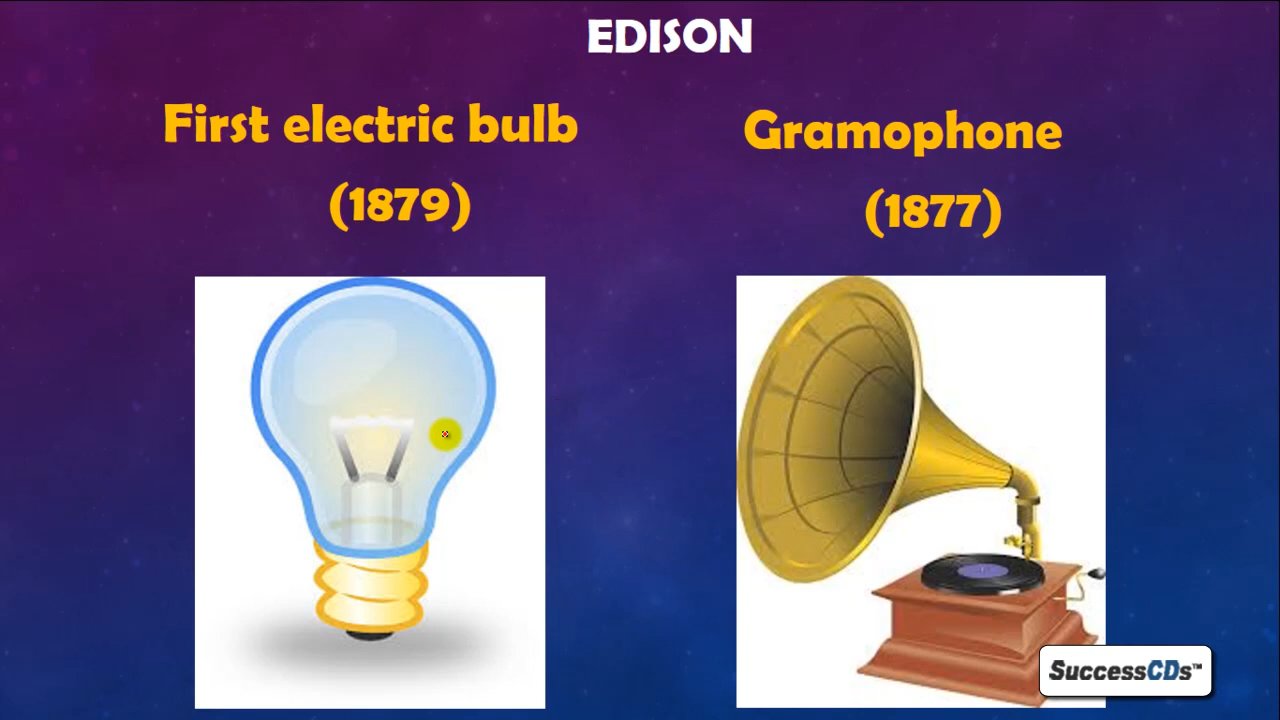 EDISON
First electric bulb
(1879)
Gramophone
(1877)
SuccessCDs™